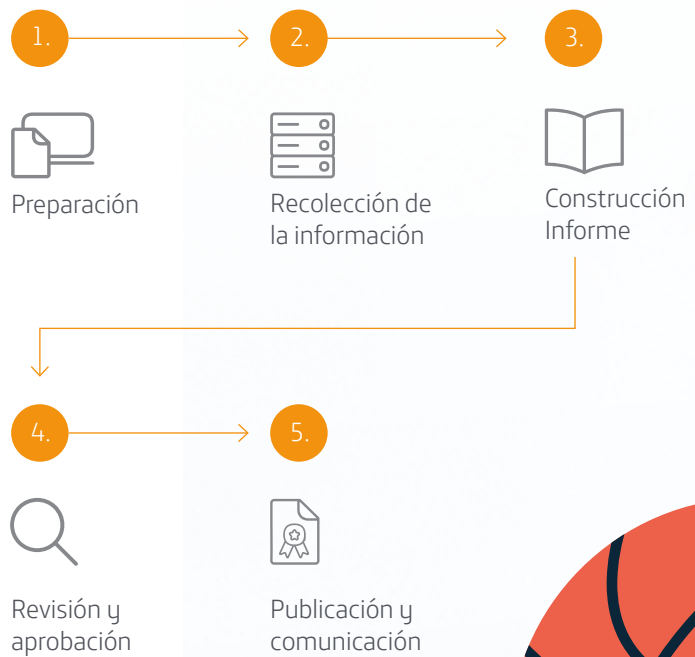 1.
2.
3.
Preparación
Recolección de
la información
Construcción
Informe
4.
5.
Revisión y
aprobación
Publicación y
comunicación